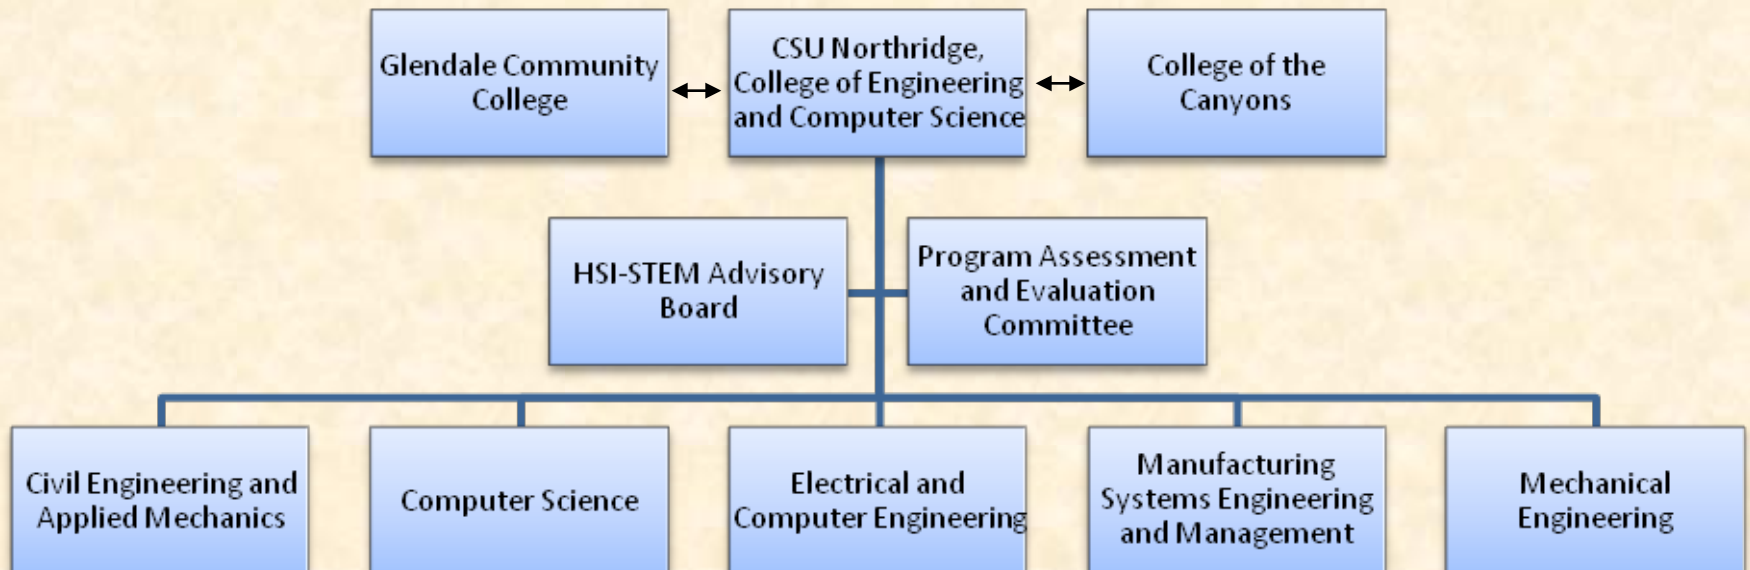 Glendale Community
College
CSU Northridge,
College of Engineering
and Computer Science
College of the
Canyons
HSI-STEM Advisory
Board
Program Assessment
and Evaluation
Committee
Civil Engineering and
Applied Mechanics
Computer Science
Electrical and
Computer Engineering
Manufacturing
Systems Engineering
and Management
Mechanical
Engineering